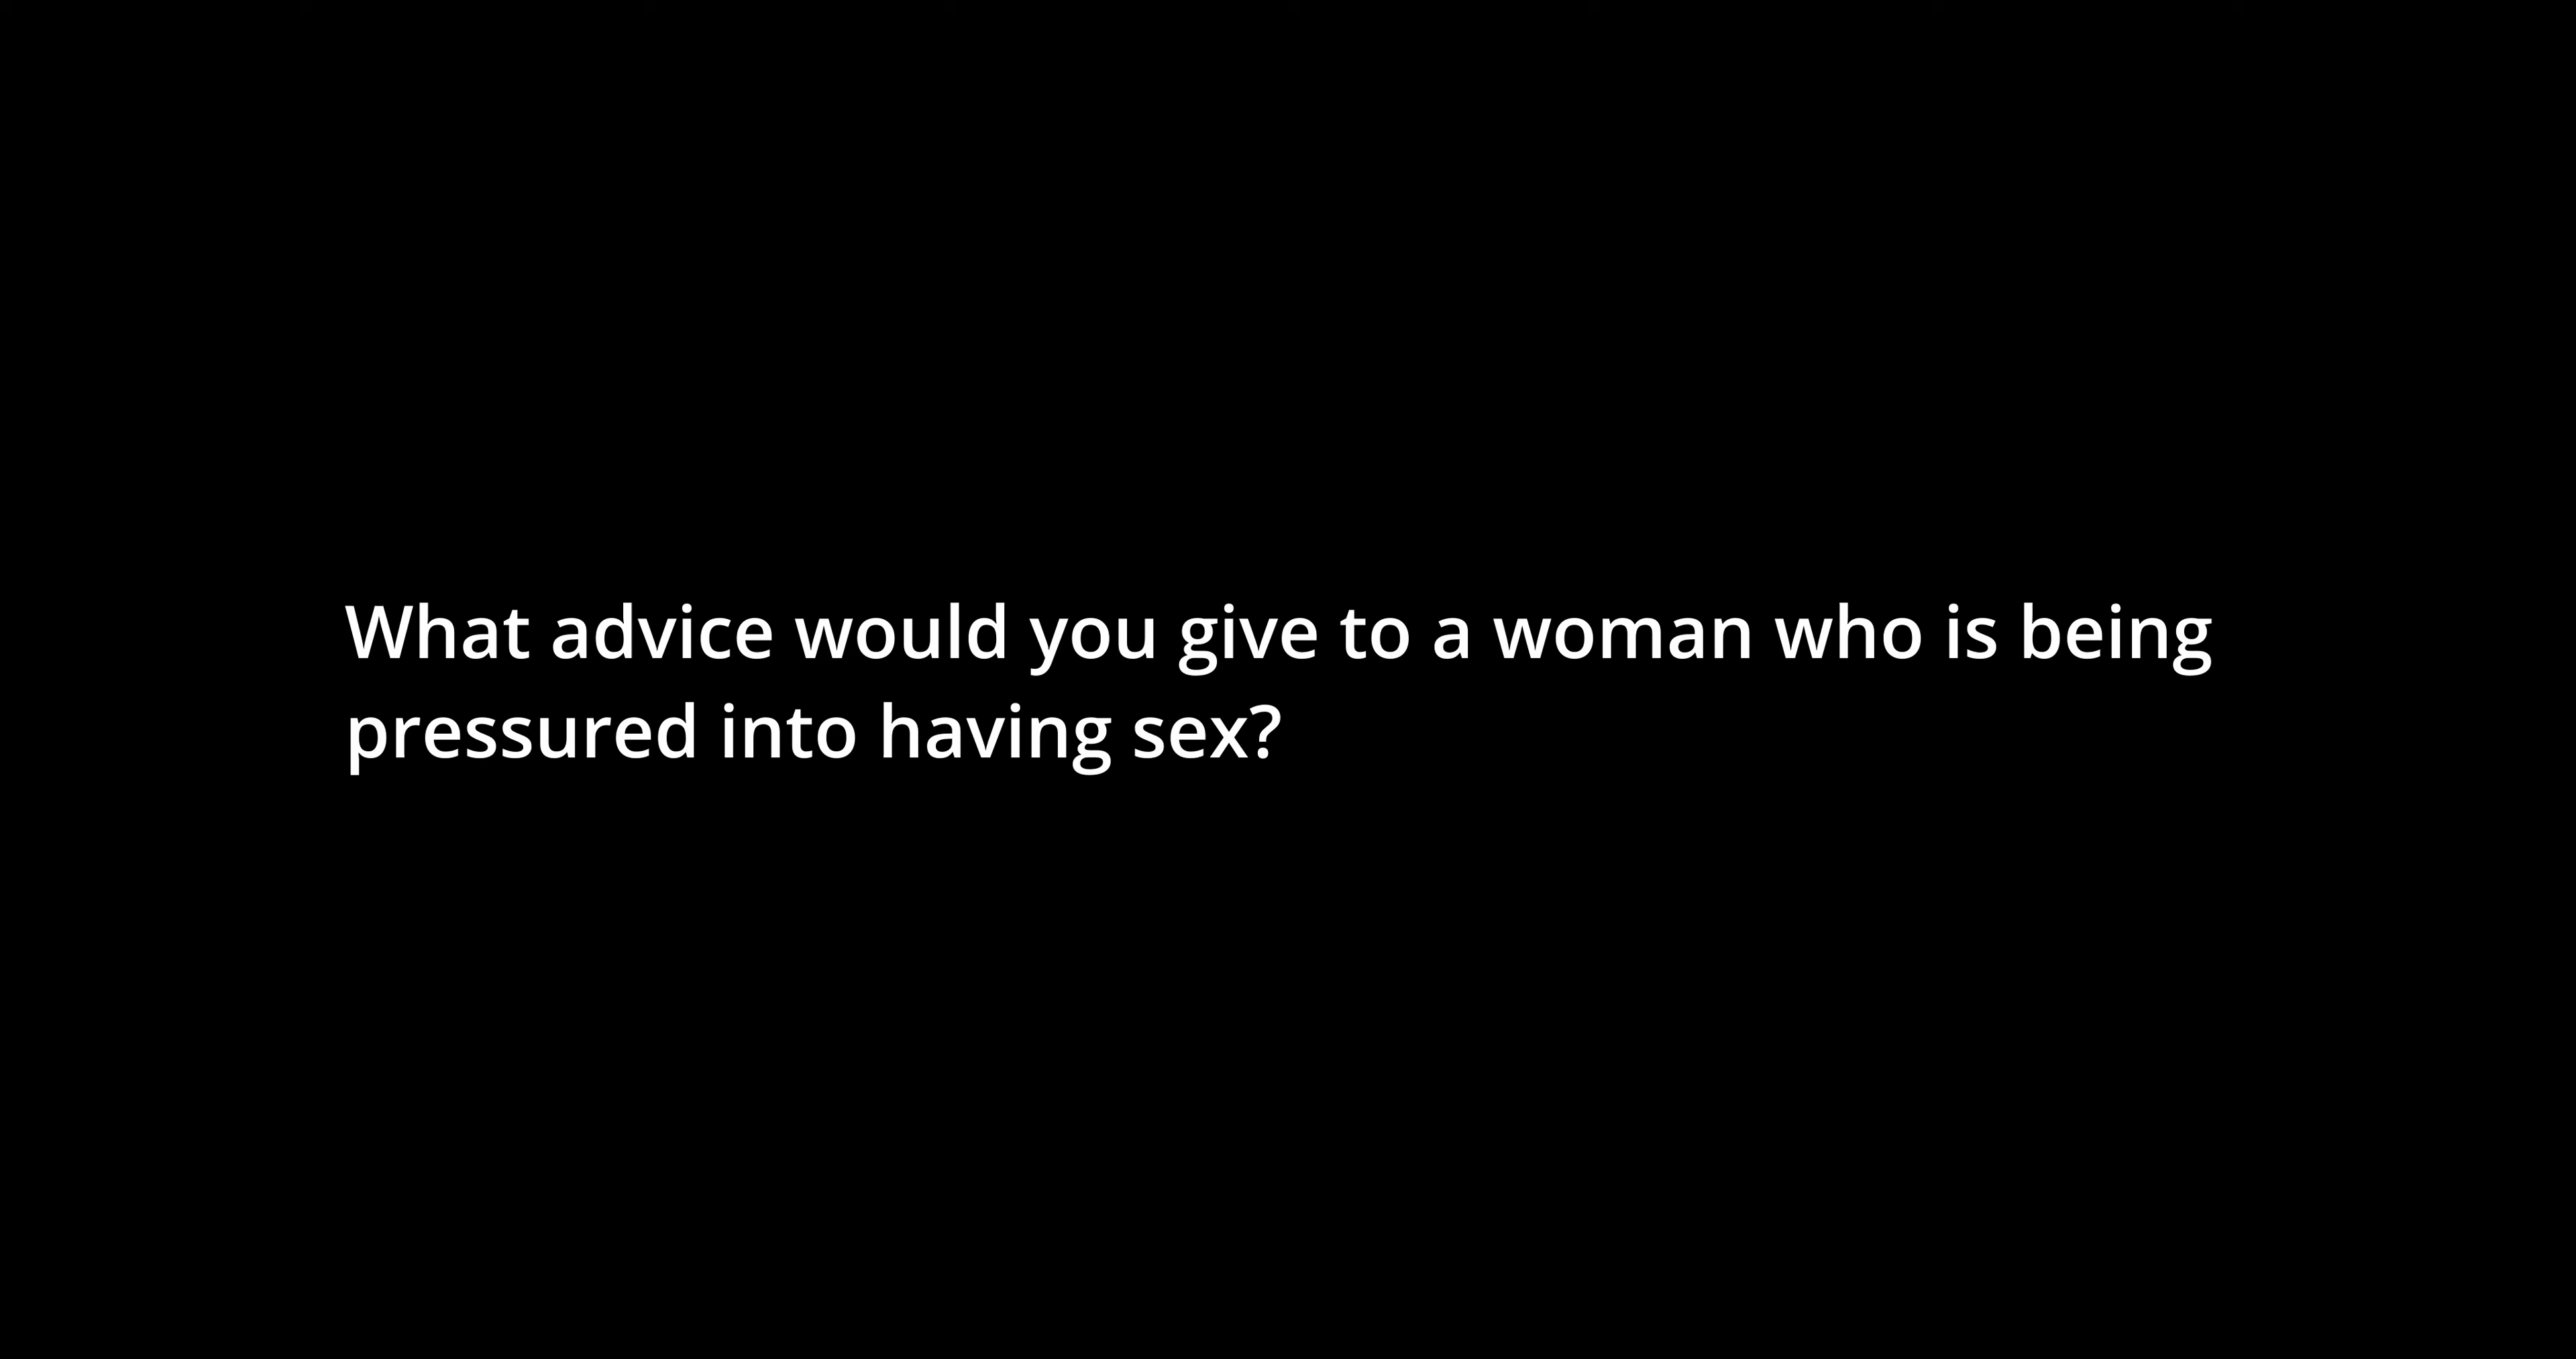 What advice would you give to a woman who is being
pressured into having sex?